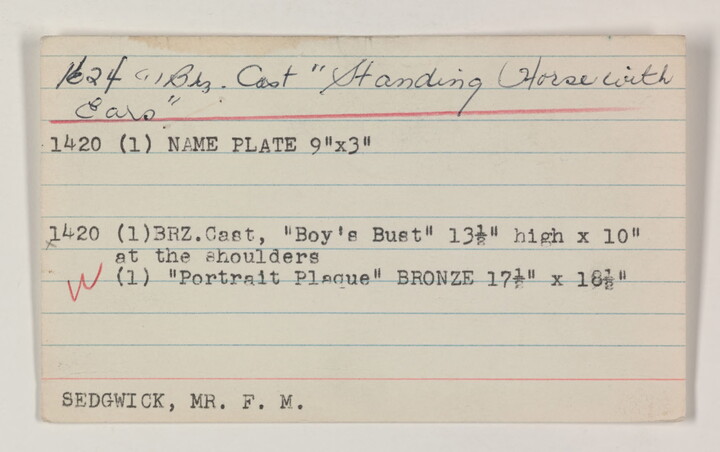 1624 (1) Brz. Cast "Standing Horse with
Ears"
1420 (1) NAME PLATE 9"x3"
1420 (1)BRZ.Cast, "Boy's Bust" 13½" high x 10"
x
at the shoulders
W (1) "Portrait Plaque" BRONZE 17½" x 18½"
SEDGWICK, MR. F. M.